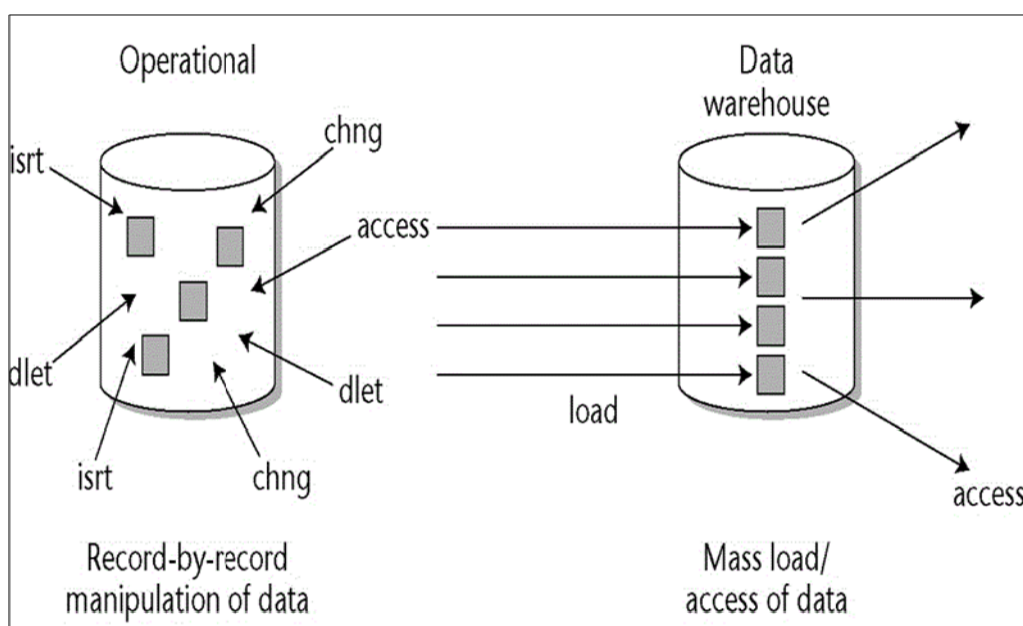 Operational
Data
warehouse
isrt
chng
access
dlet
dlet
isrt
chng
load
access
Record-by-record
manipulation of data
Mass load/
access of data